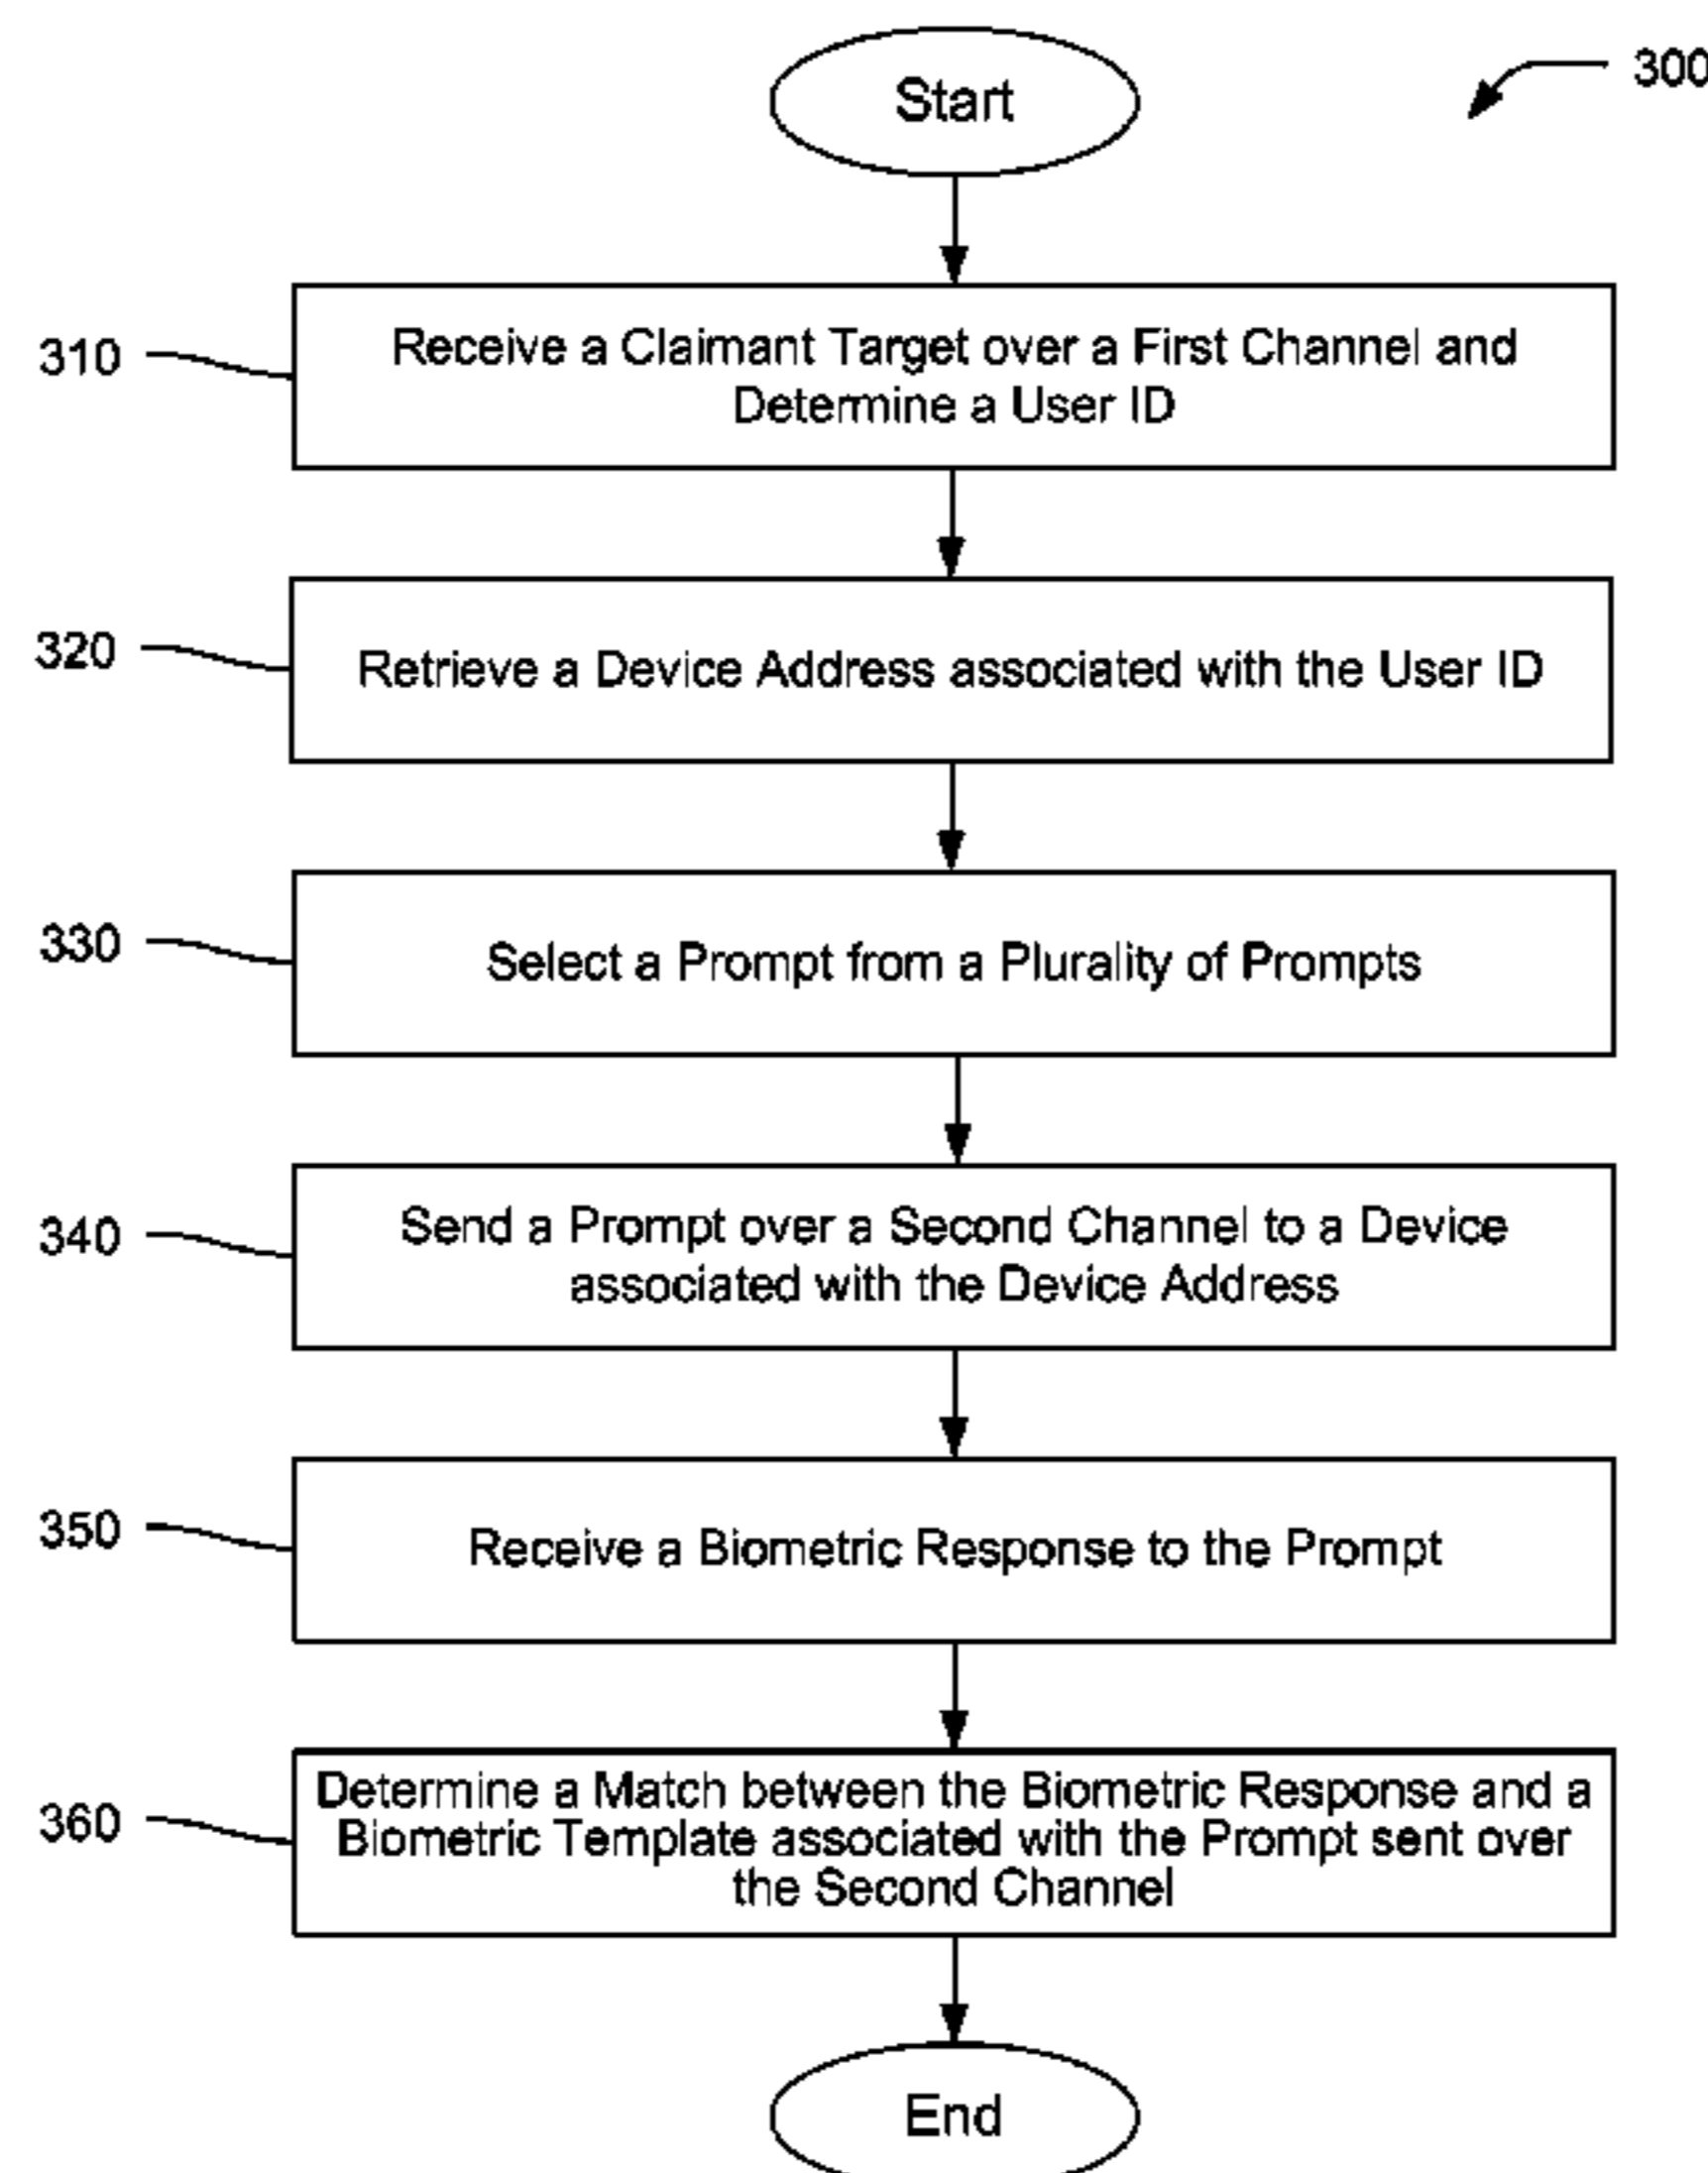 Start
300
310
Receive a Claimant Target over a First Channel and
Determine a User ID
320
Retrieve a Device Address associated with the User ID
330
Select a Prompt from a Plurality of Prompts
340
Send a Prompt over a Second Channel to a Device
associated with the Device Address
350
Receive a Biometric Response to the Prompt
360
Determine a Match between the Biometric Response and a
Biometric Template associated with the Prompt sent over
the Second Channel
End